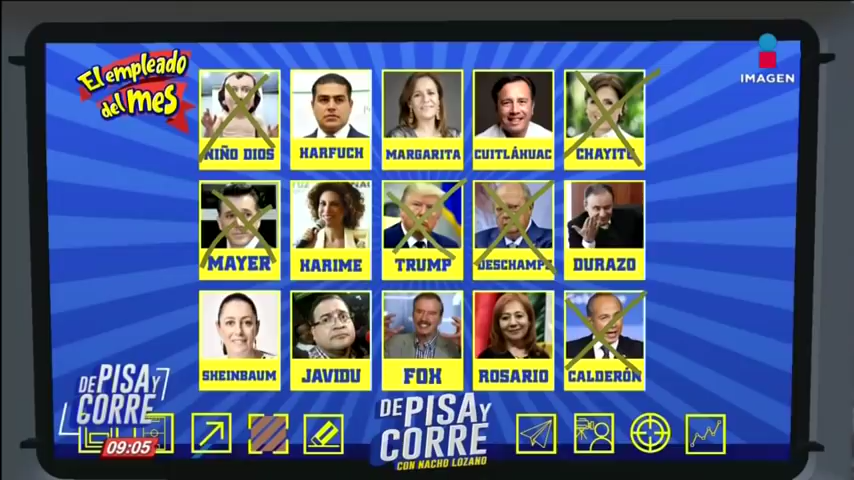 El empleado
del mes
IMAGEN
NIÑO DIOS
HARFUCH
MARGARITA
CUITLÁHUAC
CHAYITO
MAYER
HARIME
TRUMP
DESCHAMPS
DURAZO
SHEINBAUM
JAVIDU
FOX
ROSARIO
CALDERÓN
DE PISA Y
CORRE
09:05
DE PISA Y
CORRE
CON NACHO LOZANO